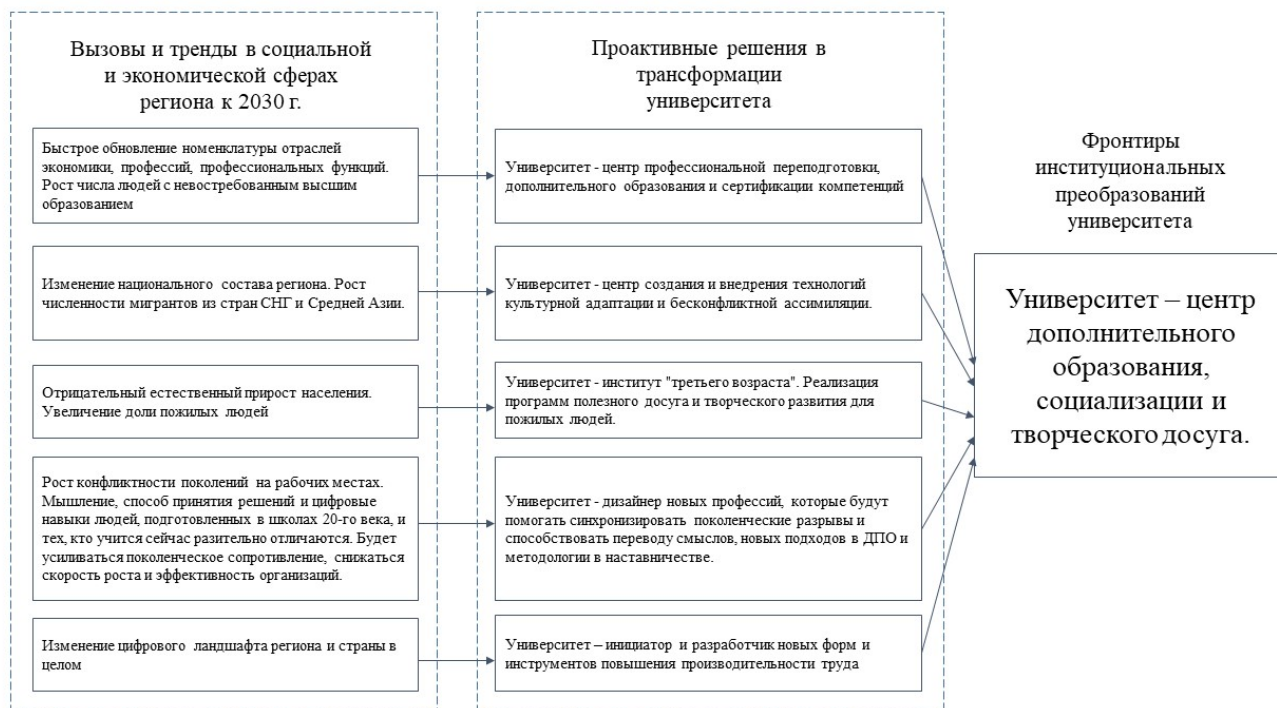 Вызовы и тренды в социальной
и экономической сферах
региона к 2030 г.
Быстрое обновление номенклатуры отраслей
экономики, профессий, профессиональных функций.
Рост числа людей с невостребованным высшим
образованием
Изменение национального состава региона. Рост
численности мигрантов из стран СНГ и Средней Азии.
Отрицательный естественный прирост населения.
Увеличение доли пожилых людей
Рост конфликтности поколений на рабочих местах.
Мышление, способ принятия решений и цифровые
навыки людей, подготовленных в школах 20-го века, и
тех, кто учится сейчас разительно отличаются. Будет
усиливаться поколенческое сопротивление, снижаться
скорость роста и эффективность организаций.
Изменение цифрового ландшафта региона и страны в
целом
Проактивные решения в
трансформации
университета
Университет - центр профессиональной переподготовки,
дополнительного образования и сертификации компетенций
Университет - центр создания и внедрения технологий
культурной адаптации и бесконфликтной ассимиляции.
Университет - институт "третьего возраста". Реализация
программ полезного досуга и творческого развития для
пожилых людей.
Университет - дизайнер новых профессий, которые будут
помогать синхронизировать поколенческие разрывы и
способствовать переводу смыслов, новых подходов в ДПО и
методологии в наставничестве.
Университет – инициатор и разработчик новых форм и
инструментов повышения производительности труда
Фронтиры
институциональных
преобразований
университета
Университет – центр
дополнительного
образования,
социализации и
творческого досуга.